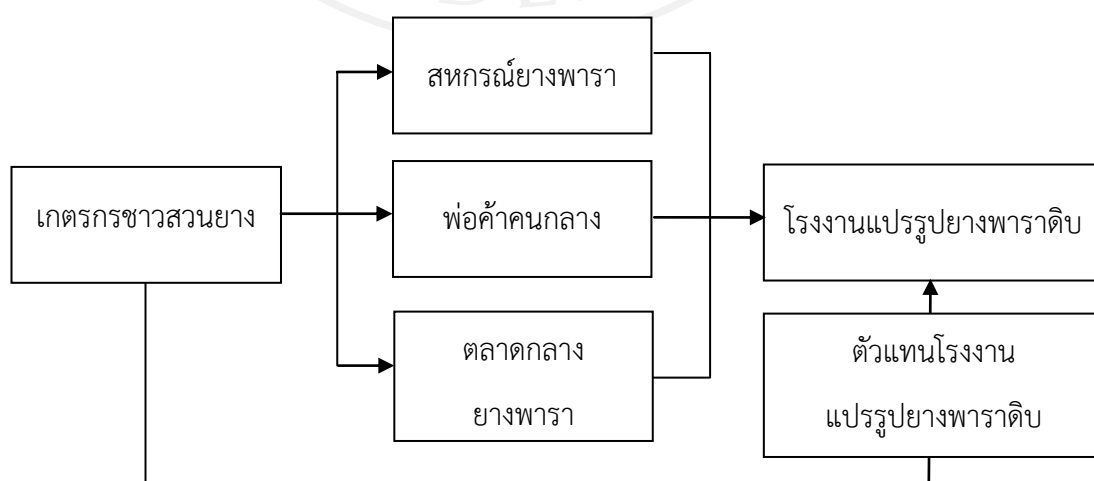 สหกรณ์ยางพารา
เกตรกรชาวสวนยาง
พ่อค้าคนกลาง
โรงงานแปรรูปยางพาราดิบ
ตลาดกลาง
ยางพารา
ตัวแทนโรงงาน
แปรรูปยางพาราดิบ